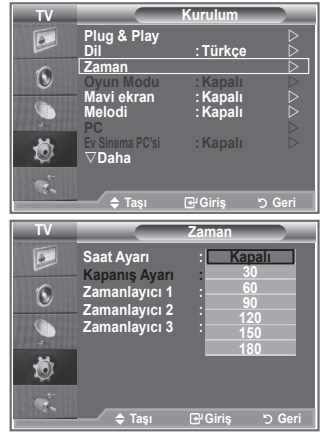 TV Kurulum
Plug & Play
Dil : Türkçe
Zaman
Oyun Modu : Kapalı
Mavi ekran : Kapalı
Melodi : Kapalı
PC
Ev Sinema PC'si : Kapalı
▽Daha
Taşı Giriş Geri
TV Zaman
Saat Ayarı : Kapalı
Kapanış Ayarı : 30
Zamanlayıcı 1 : 60
Zamanlayıcı 2 : 90
Zamanlayıcı 3 : 120
150
180
Taşı Giriş Geri